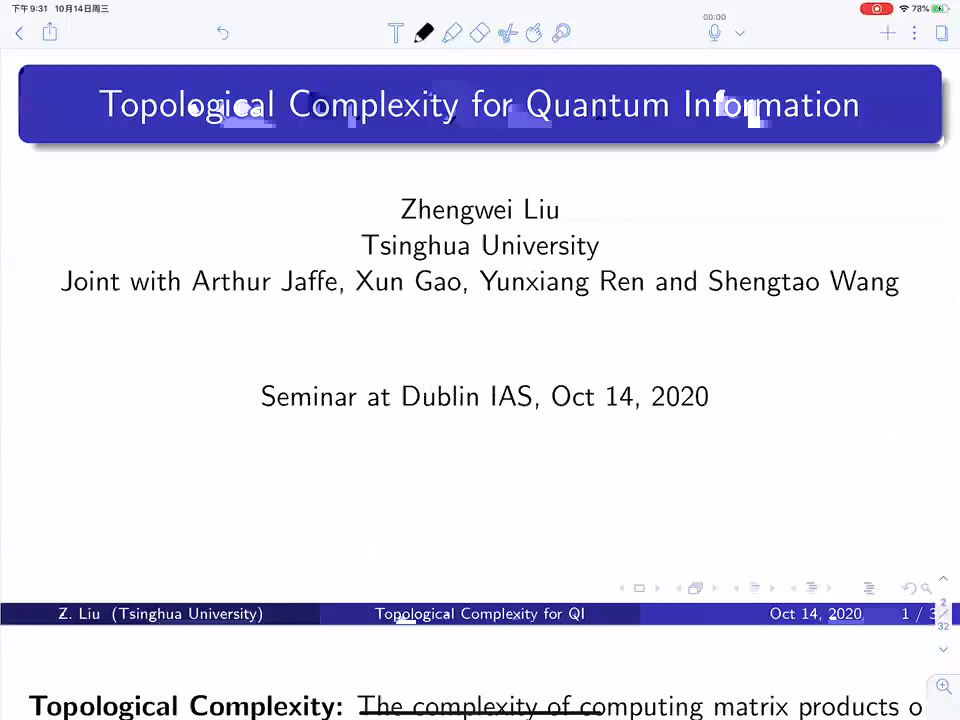 下午9:31 10月14日周三
78%
00:00
Topological Complexity for Quantum Information
Zhengwei Liu
Tsinghua University
Joint with Arthur Jaffe, Xun Gao, Yunxiang Ren and Shengtao Wang
Seminar at Dublin IAS, Oct 14, 2020
Z. Liu (Tsinghua University) Topological Complexity for QI Oct 14, 2020 1 / 3
2
32
Topological Complexity: The complexity of computing matrix products o